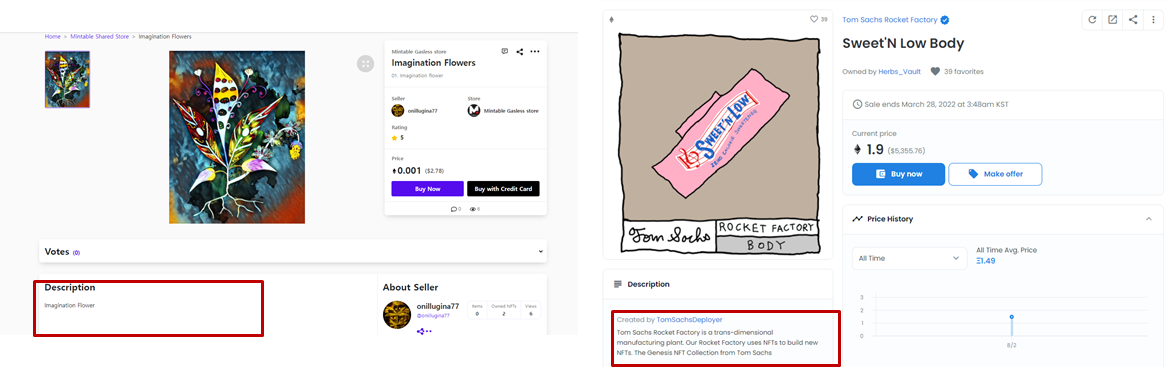 Home > Mintable Shared Store > Imagination Flowers
Mintable Gasless store
Imagination Flowers
01. Imagination flower
Seller
onillugina77
Store
Mintable Gasless store
Rating
5
Price
0.001 ($2.78)
Buy Now
Buy with Credit Card
0 6
Votes (0)
Description
Imagination Flower
About Seller
onillugina77
@onillugina77
Items
0
Owned NFTs
2
Views
6
39
SWEET'N LOW
ZERO CALORIE SWEETENER
Tom Sachs
ROCKET FACTORY
BODY
Description
Created by TomSachsDeployer
Tom Sachs Rocket Factory is a trans-dimensional
manufacturing plant. Our Rocket Factory uses NFTs to build new
NFTs. The Genesis NFT Collection from Tom Sachs
Tom Sachs Rocket Factory
Sweet'N Low Body
Owned by Herbs_Vault 39 favorites
Sale ends March 28, 2022 at 3:48am KST
Current price
1.9 ($5,355.76)
Buy now
Make offer
Price History
All Time
All Time Avg. Price
Ξ1.49
3
2
1
0
8/2